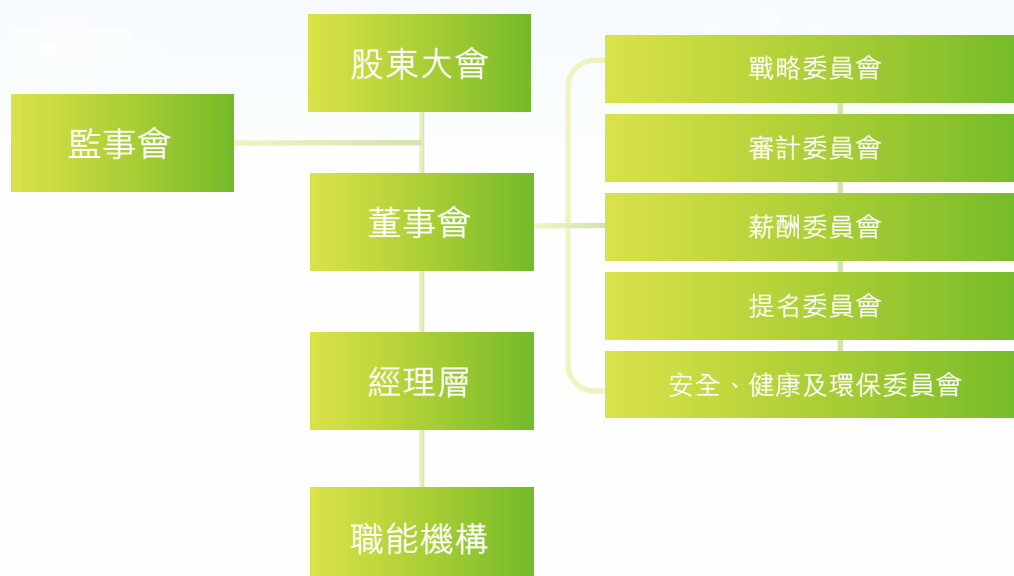 股東大會
監事會
董事會
經理層
職能機構
戰略委員會
審計委員會
薪酬委員會
提名委員會
安全、健康及環保委員會